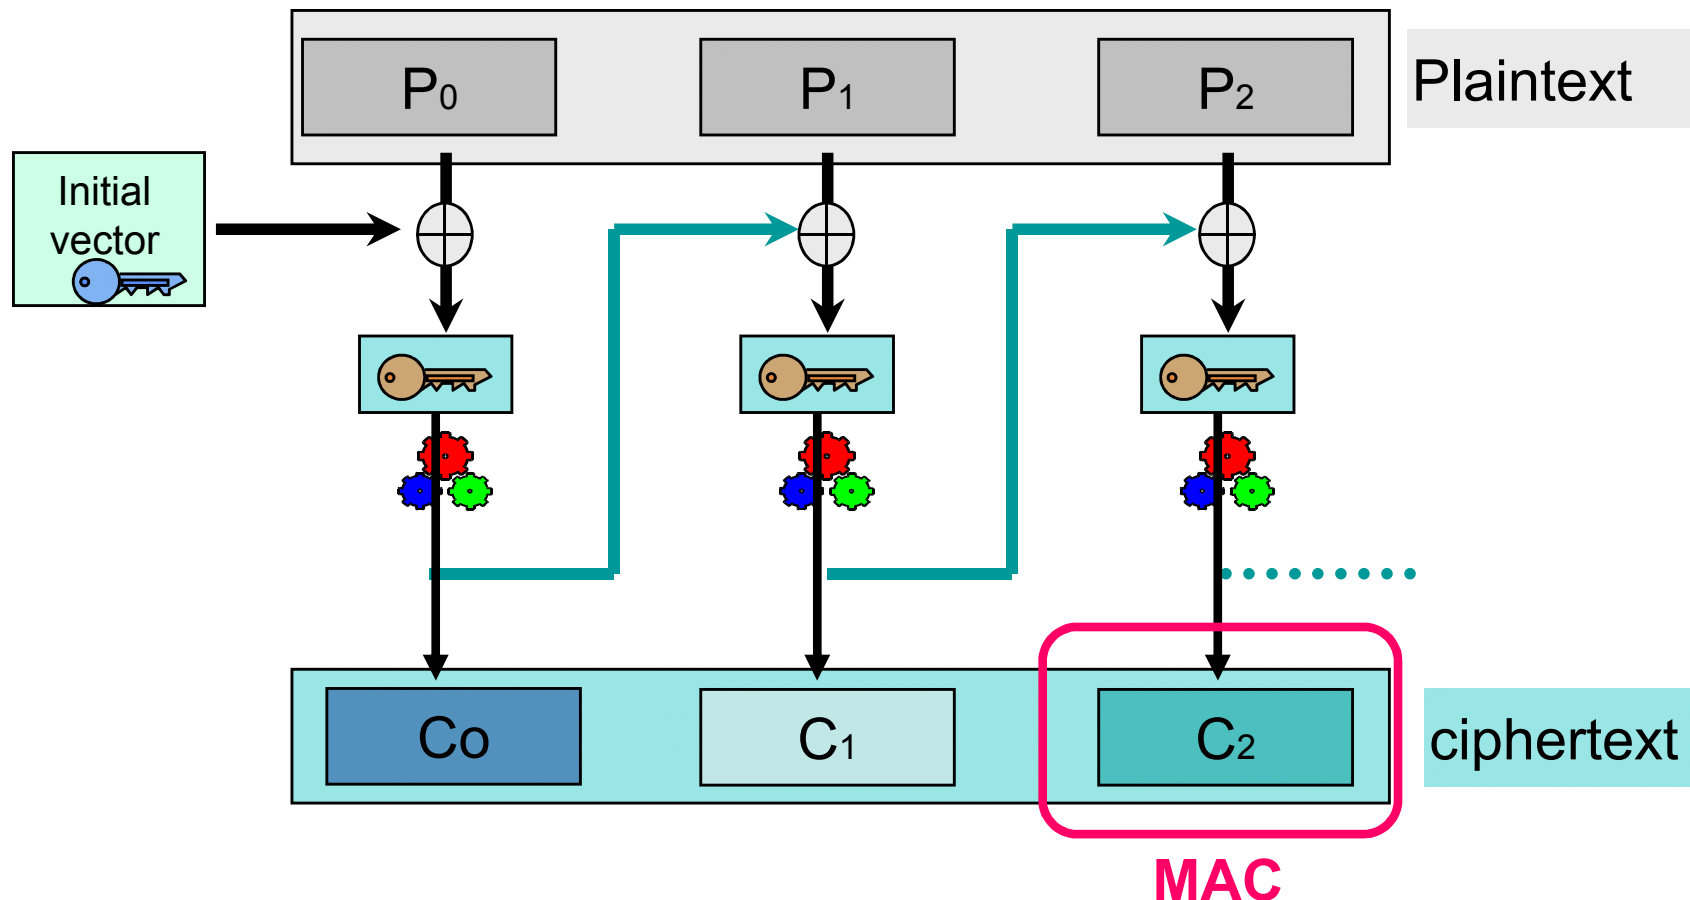 P0
P1
P2
Plaintext
Initial
vector
Co
C1
C2
ciphertext
MAC